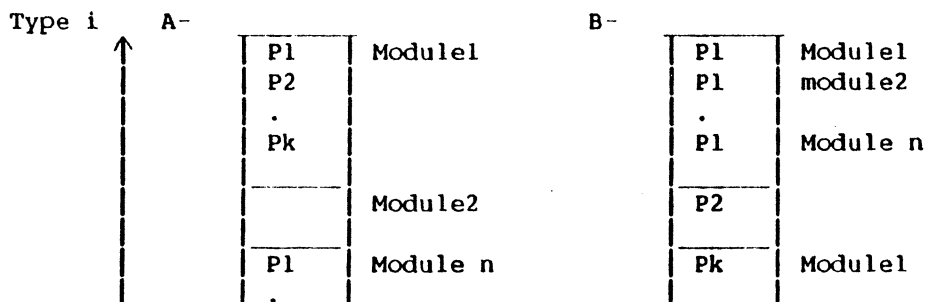 Type i A- B-
P1 Module1 P1 Module1
P2 P1 module2
. .
Pk P1 Module n
Module2 P2
P1 Module n Pk Module1
.